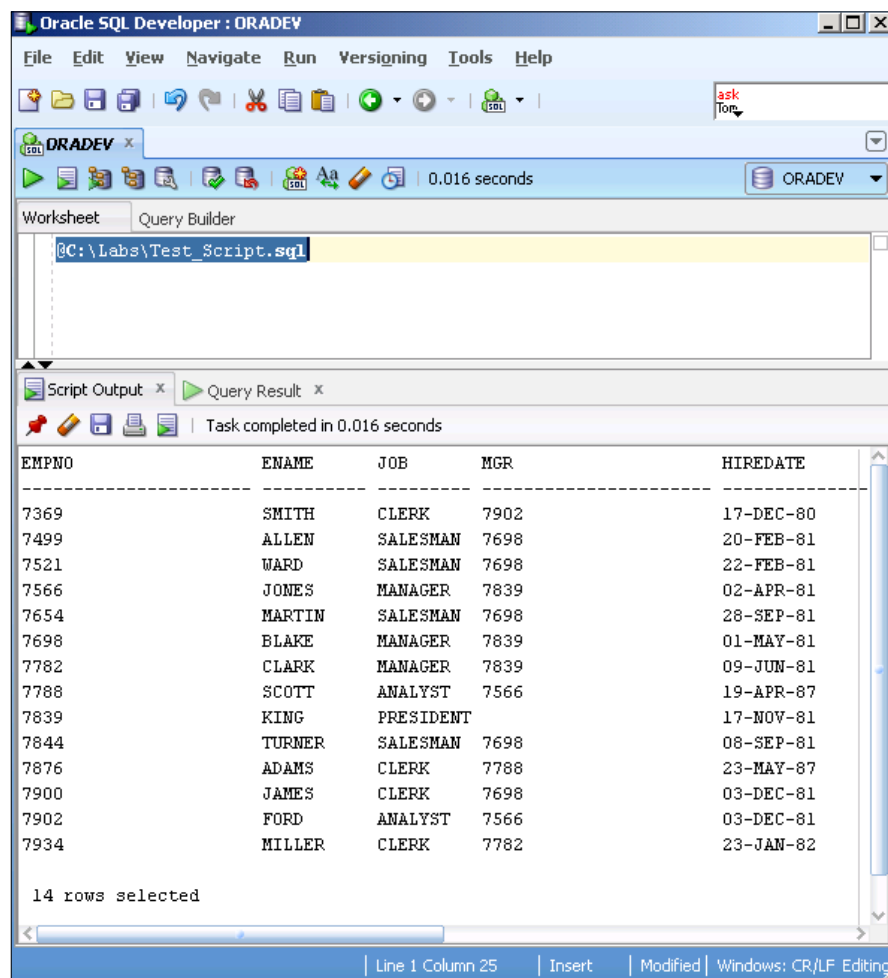 Oracle SQL Developer : ORADEV
File Edit View Navigate Run Versioning Tools Help
ask
Tom
ORADEV
0.016 seconds
ORADEV
Worksheet Query Builder
@C:\Labs\Test_Script.sql
Script Output Query Result
Task completed in 0.016 seconds
EMPNO ENAME JOB MGR HIREDATE
---------------------- ---------- --------- ---------------------- --------------
7369 SMITH CLERK 7902 17-DEC-80
7499 ALLEN SALESMAN 7698 20-FEB-81
7521 WARD SALESMAN 7698 22-FEB-81
7566 JONES MANAGER 7839 02-APR-81
7654 MARTIN SALESMAN 7698 28-SEP-81
7698 BLAKE MANAGER 7839 01-MAY-81
7782 CLARK MANAGER 7839 09-JUN-81
7788 SCOTT ANALYST 7566 19-APR-87
7839 KING PRESIDENT 17-NOV-81
7844 TURNER SALESMAN 7698 08-SEP-81
7876 ADAMS CLERK 7788 23-MAY-87
7900 JAMES CLERK 7698 03-DEC-81
7902 FORD ANALYST 7566 03-DEC-81
7934 MILLER CLERK 7782 23-JAN-82
14 rows selected
Line 1 Column 25 Insert Modified Windows: CR/LF Editing